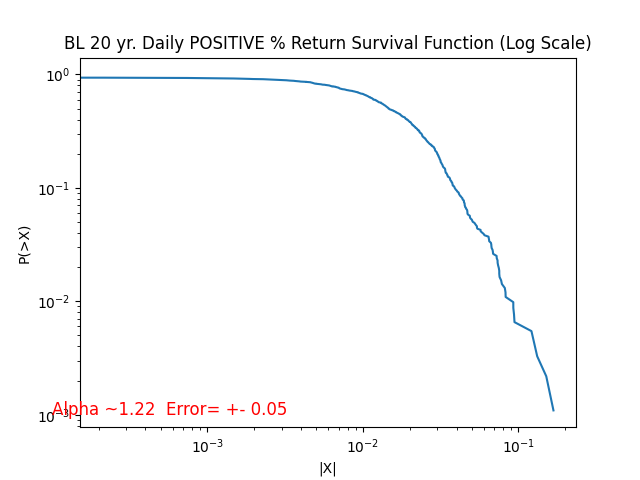 BL 20 yr. Daily POSITIVE % Return Survival Function (Log Scale)
10⁰
10⁻¹
10⁻²
10⁻³
P(>X)
Alpha ~1.22  Error= +- 0.05
10⁻³ 10⁻² 10⁻¹
|X|